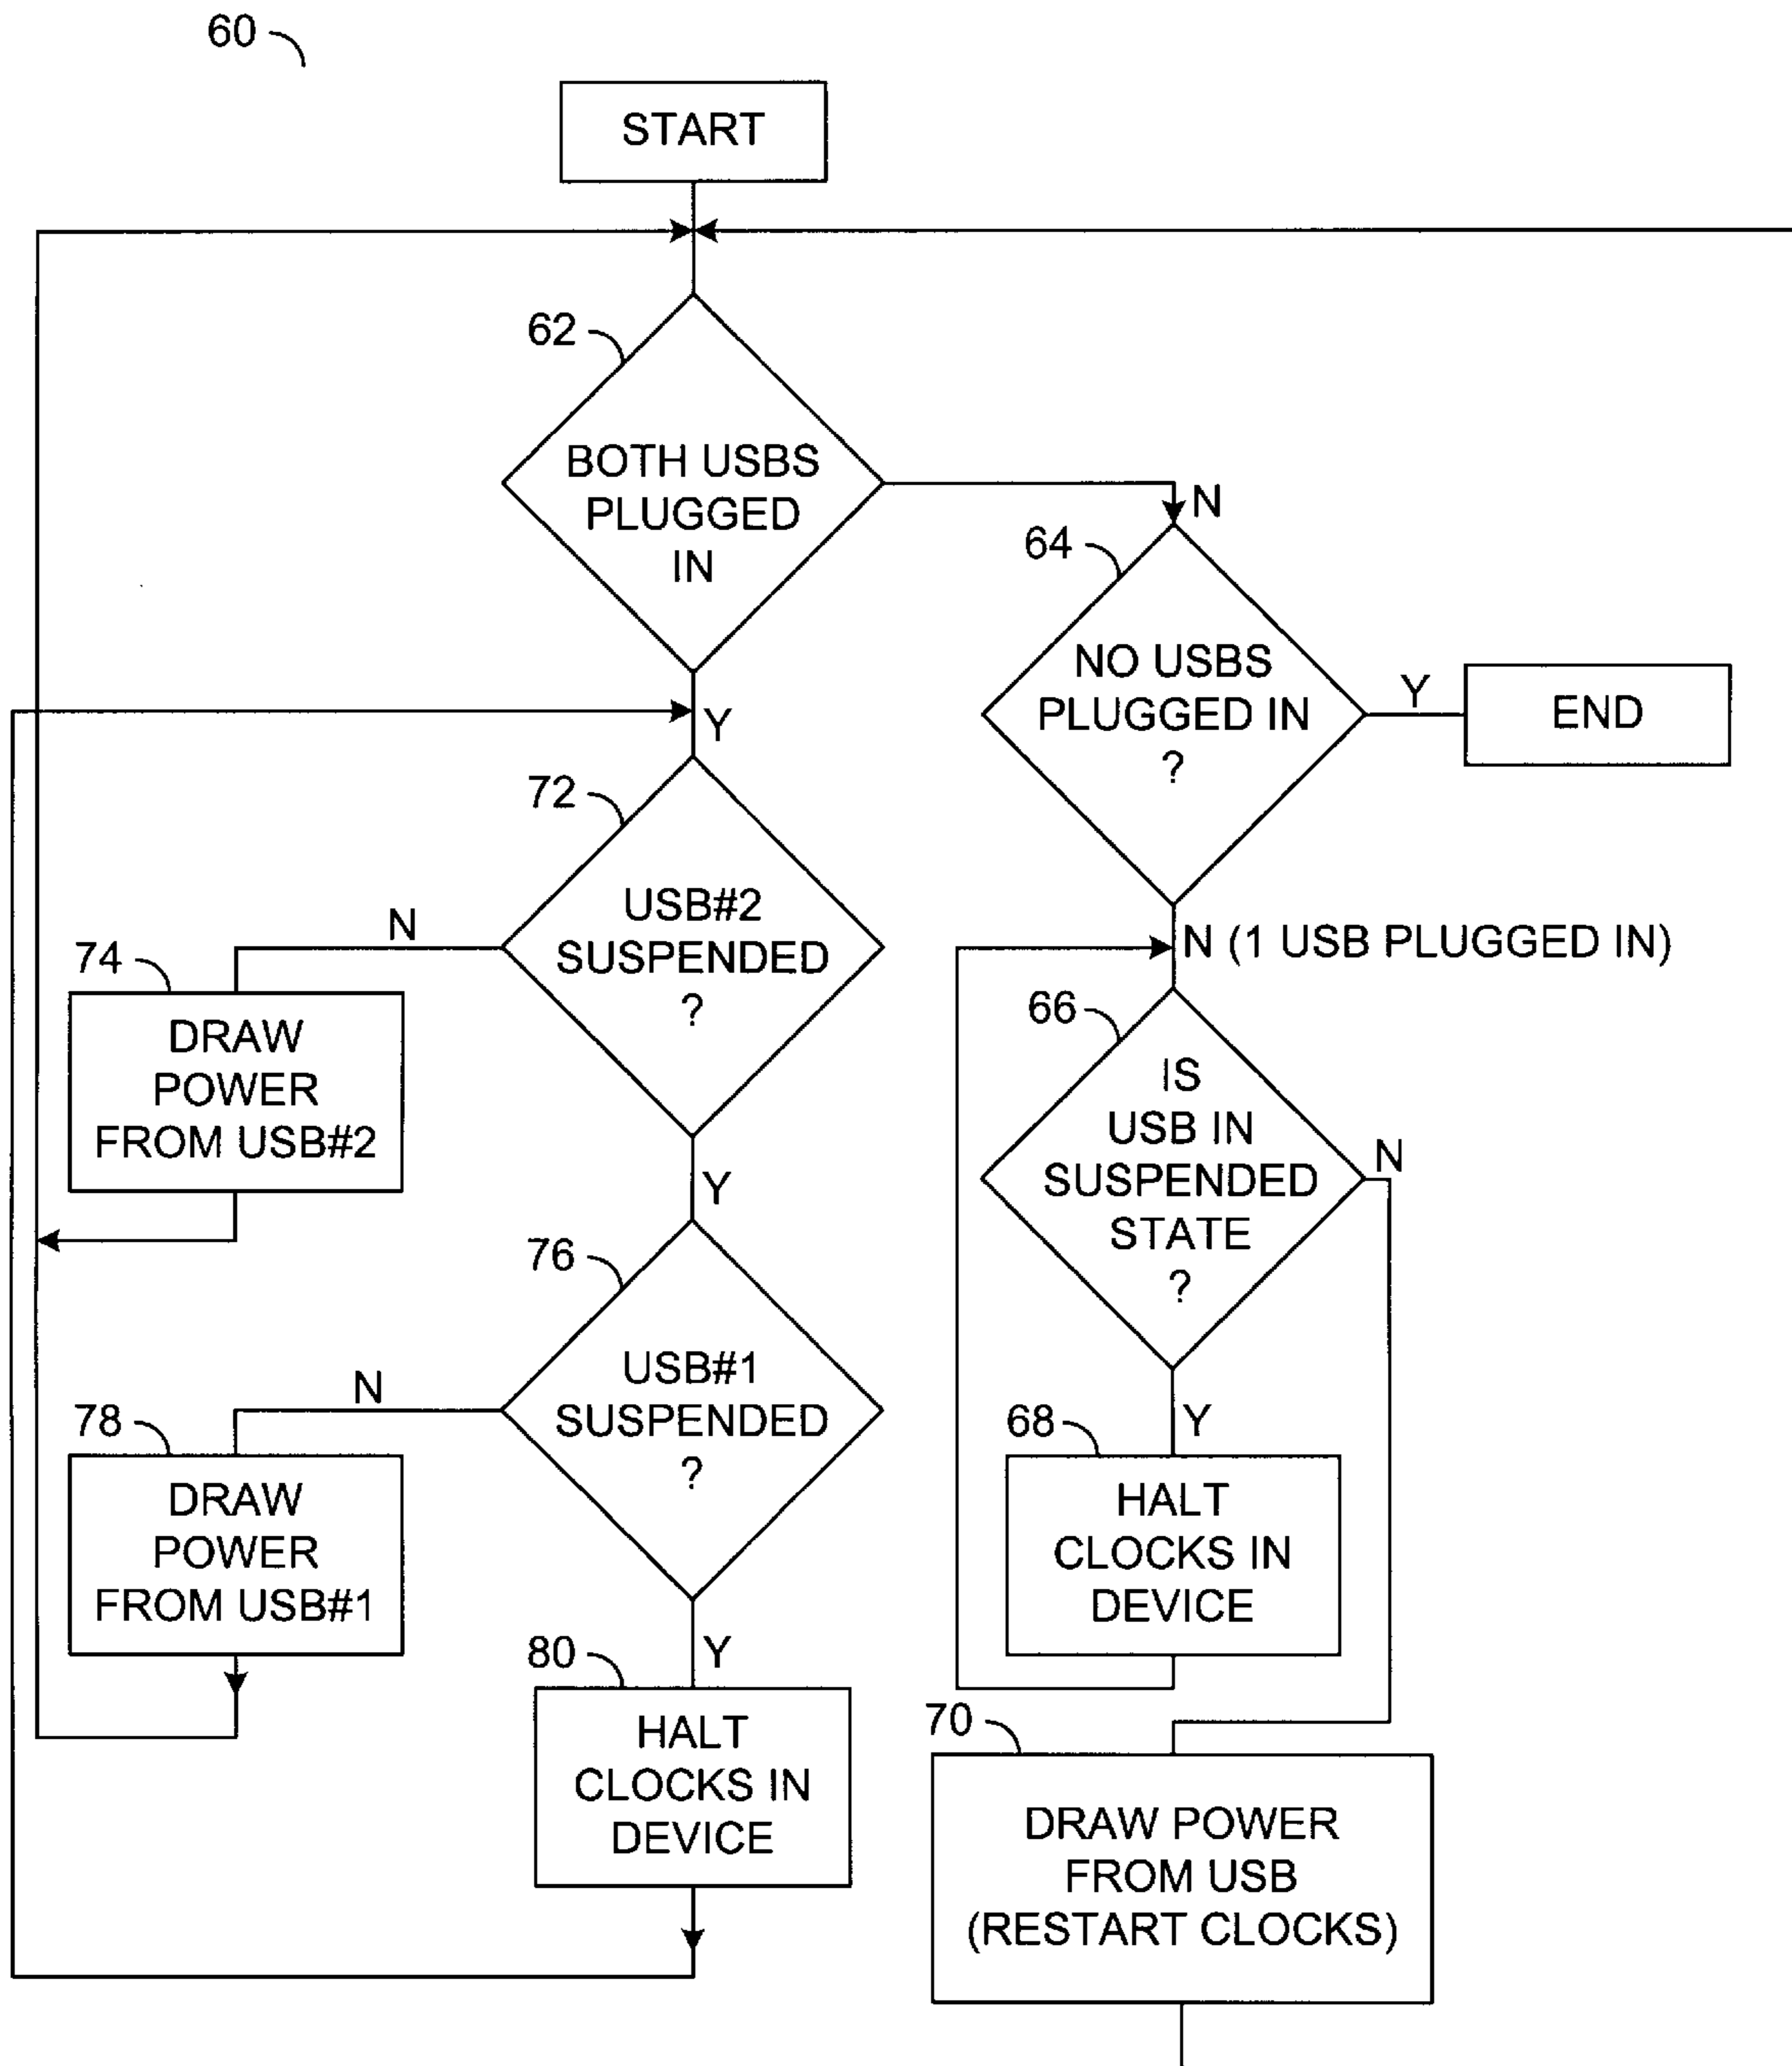 60
START
62
BOTH USBS
PLUGGED
IN
N
64
NO USBS
PLUGGED IN
?
Y
END
Y
72
USB#2
SUSPENDED
?
N
74
DRAW
POWER
FROM USB#2
N (1 USB PLUGGED IN)
66
IS
USB IN
SUSPENDED
STATE
?
N
Y
76
USB#1
SUSPENDED
?
N
78
DRAW
POWER
FROM USB#1
Y
68
HALT
CLOCKS IN
DEVICE
Y
80
HALT
CLOCKS IN
DEVICE
70
DRAW POWER
FROM USB
(RESTART CLOCKS)